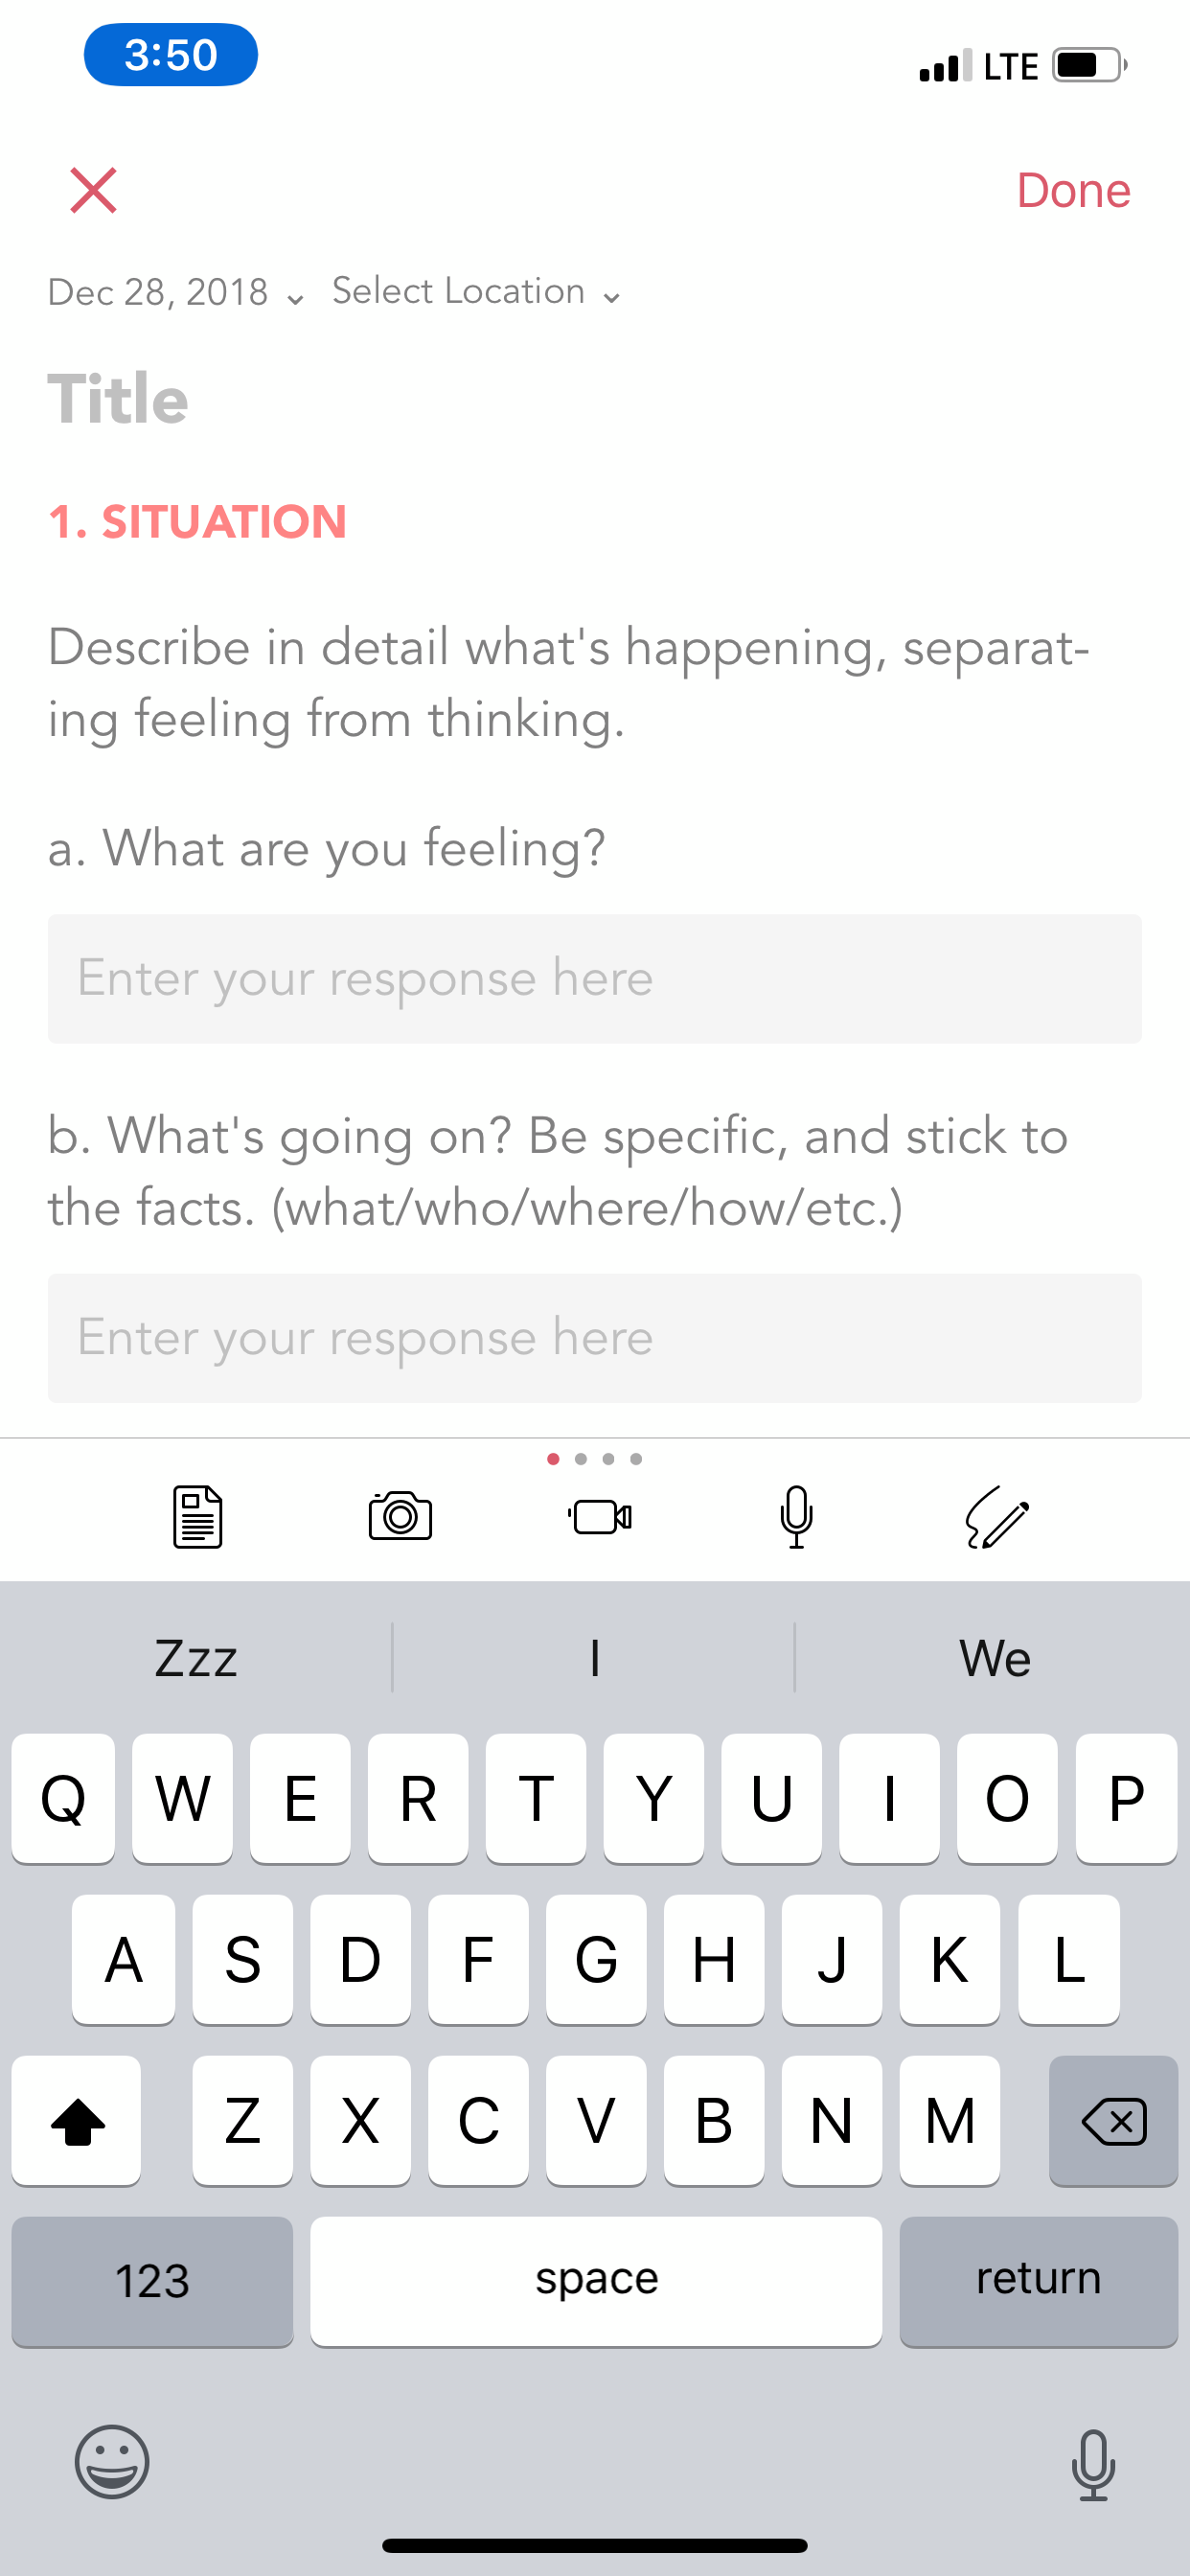 3:50 LTE
Done
Dec 28, 2018 Select Location
Title
1. SITUATION
Describe in detail what's happening, separat-
ing feeling from thinking.
a. What are you feeling?
Enter your response here
b. What's going on? Be specific, and stick to
the facts. (what/who/where/how/etc.)
Enter your response here
Zzz I We
Q W E R T Y U I O P
A S D F G H J K L
Z X C V B N M
123 space return